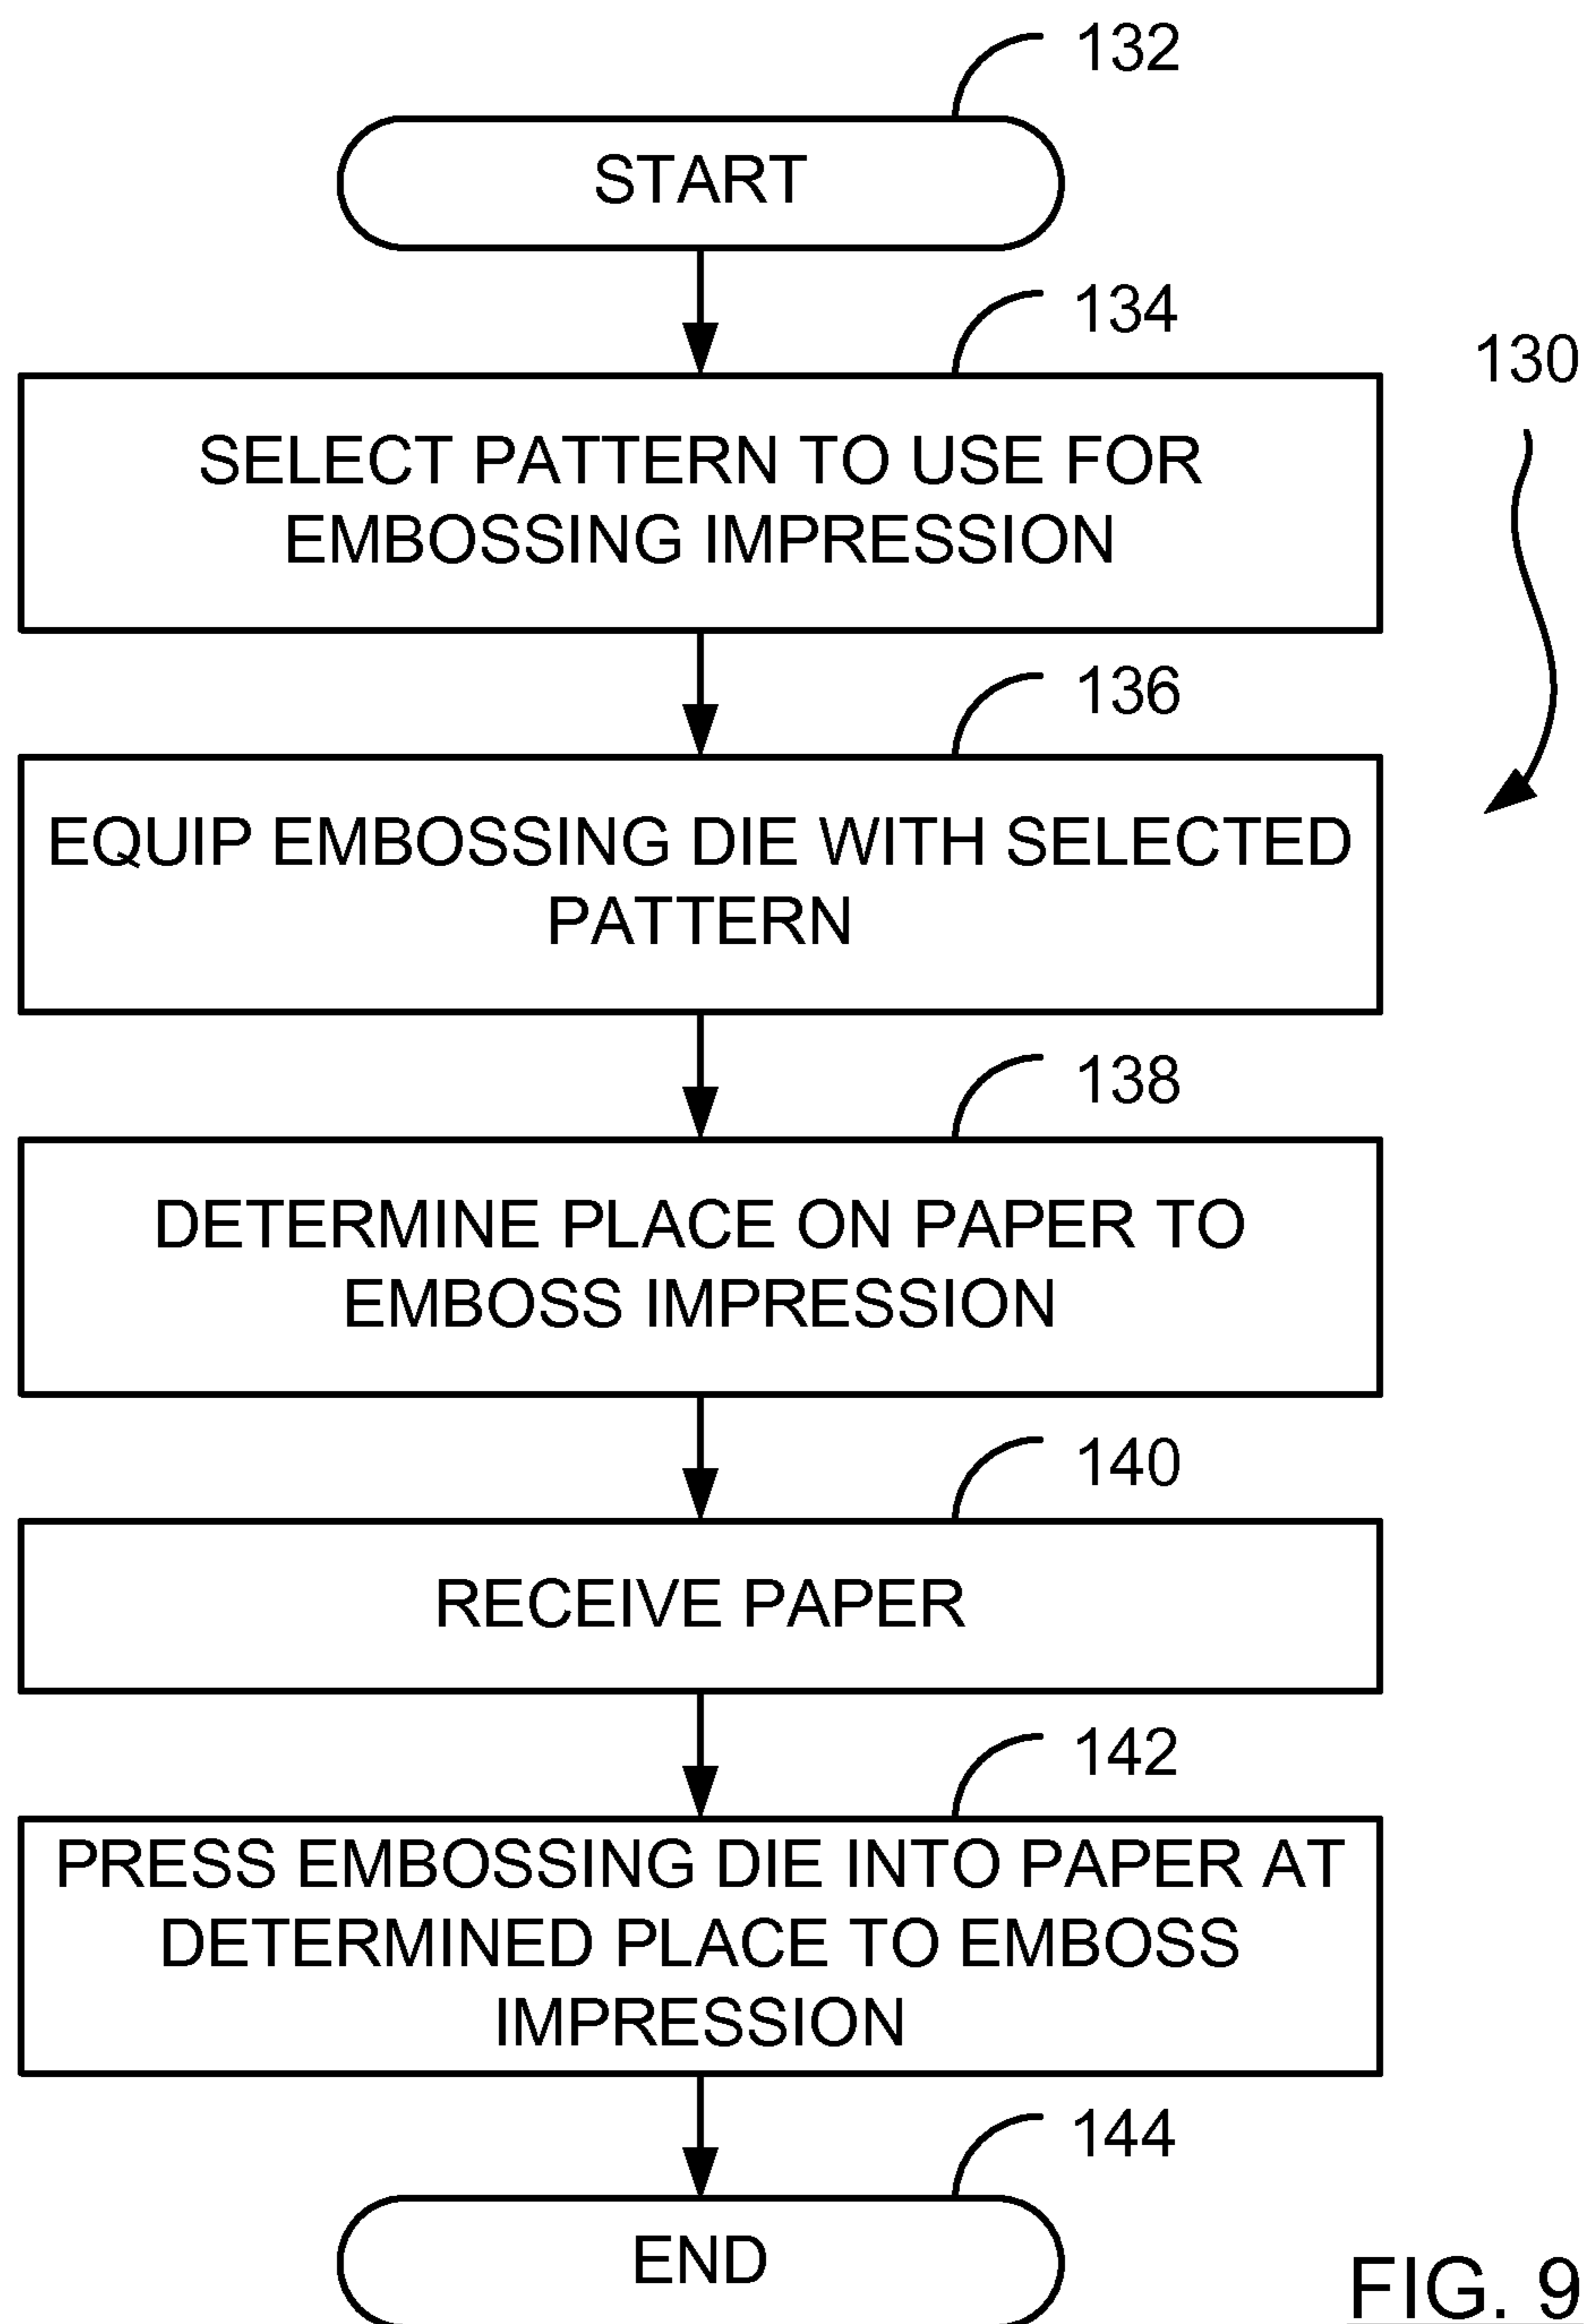 132
START
134
130
SELECT PATTERN TO USE FOR
EMBOSSING IMPRESSION
136
EQUIP EMBOSSING DIE WITH SELECTED
PATTERN
138
DETERMINE PLACE ON PAPER TO
EMBOSS IMPRESSION
140
RECEIVE PAPER
142
PRESS EMBOSSING DIE INTO PAPER AT
DETERMINED PLACE TO EMBOSS
IMPRESSION
144
END
FIG. 9